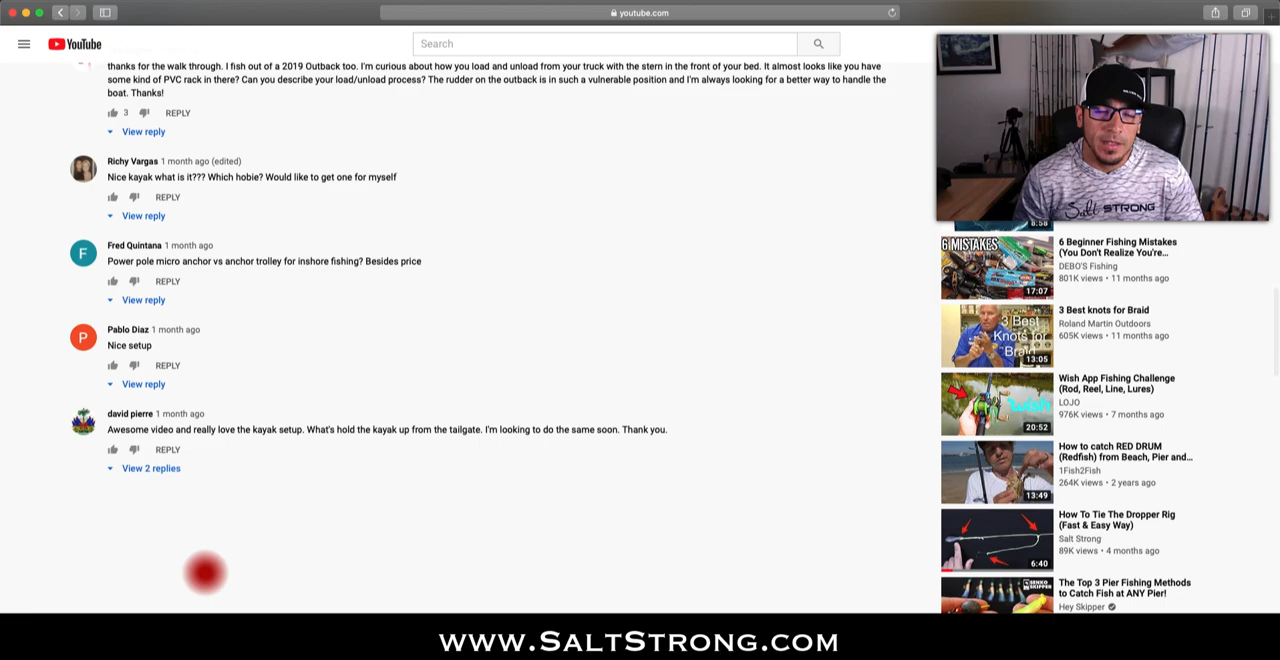 youtube.com
YouTube
Search
thanks for the walk through. I fish out of a 2019 Outback too. I'm curious about how you load and unload from your truck with the stern in the front of your bed. It almost looks like you have
some kind of PVC rack in there? Can you describe your load/unload process? The rudder on the outback is in such a vulnerable position and I'm always looking for a better way to handle the
boat. Thanks!
3 REPLY
View reply
Richy Vargas 1 month ago (edited)
Nice kayak what is it??? Which hobie? Would like to get one for myself
REPLY
View reply
F
Fred Quintana 1 month ago
Power pole micro anchor vs anchor trolley for inshore fishing? Besides price
REPLY
View reply
P
Pablo Diaz 1 month ago
Nice setup
REPLY
View reply
david pierre 1 month ago
Awesome video and really love the kayak setup. What's hold the kayak up from the tailgate. I'm looking to do the same soon. Thank you.
REPLY
View 2 replies
Salt STRONG
8:58
6 MISTAKES
17:07
6 Beginner Fishing Mistakes
(You Don't Realize You're...
DEBO'S Fishing
801K views • 11 months ago
3 Best
Knots for
Braid
13:05
3 Best knots for Braid
Roland Martin Outdoors
605K views • 11 months ago
wish
20:52
Wish App Fishing Challenge
(Rod, Reel, Line, Lures)
LOJO
976K views • 7 months ago
13:49
How to catch RED DRUM
(Redfish) from Beach, Pier and...
1Fish2Fish
264K views • 2 years ago
6:40
How To Tie The Dropper Rig
(Fast & Easy Way)
Salt Strong
89K views • 4 months ago
The Top 3 Pier Fishing Methods
to Catch Fish at ANY Pier!
Hey Skipper
www.SaltStrong.com